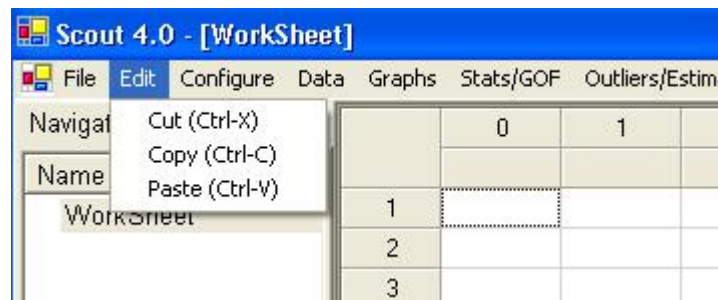 Scout 4.0 - [WorkSheet]
File Edit Configure Data Graphs Stats/GOF Outliers/Estim
Navigat
Cut (Ctrl-X)
0 1
Copy (Ctrl-C)
Name
Paste (Ctrl-V)
WorkSheet
1
2
3